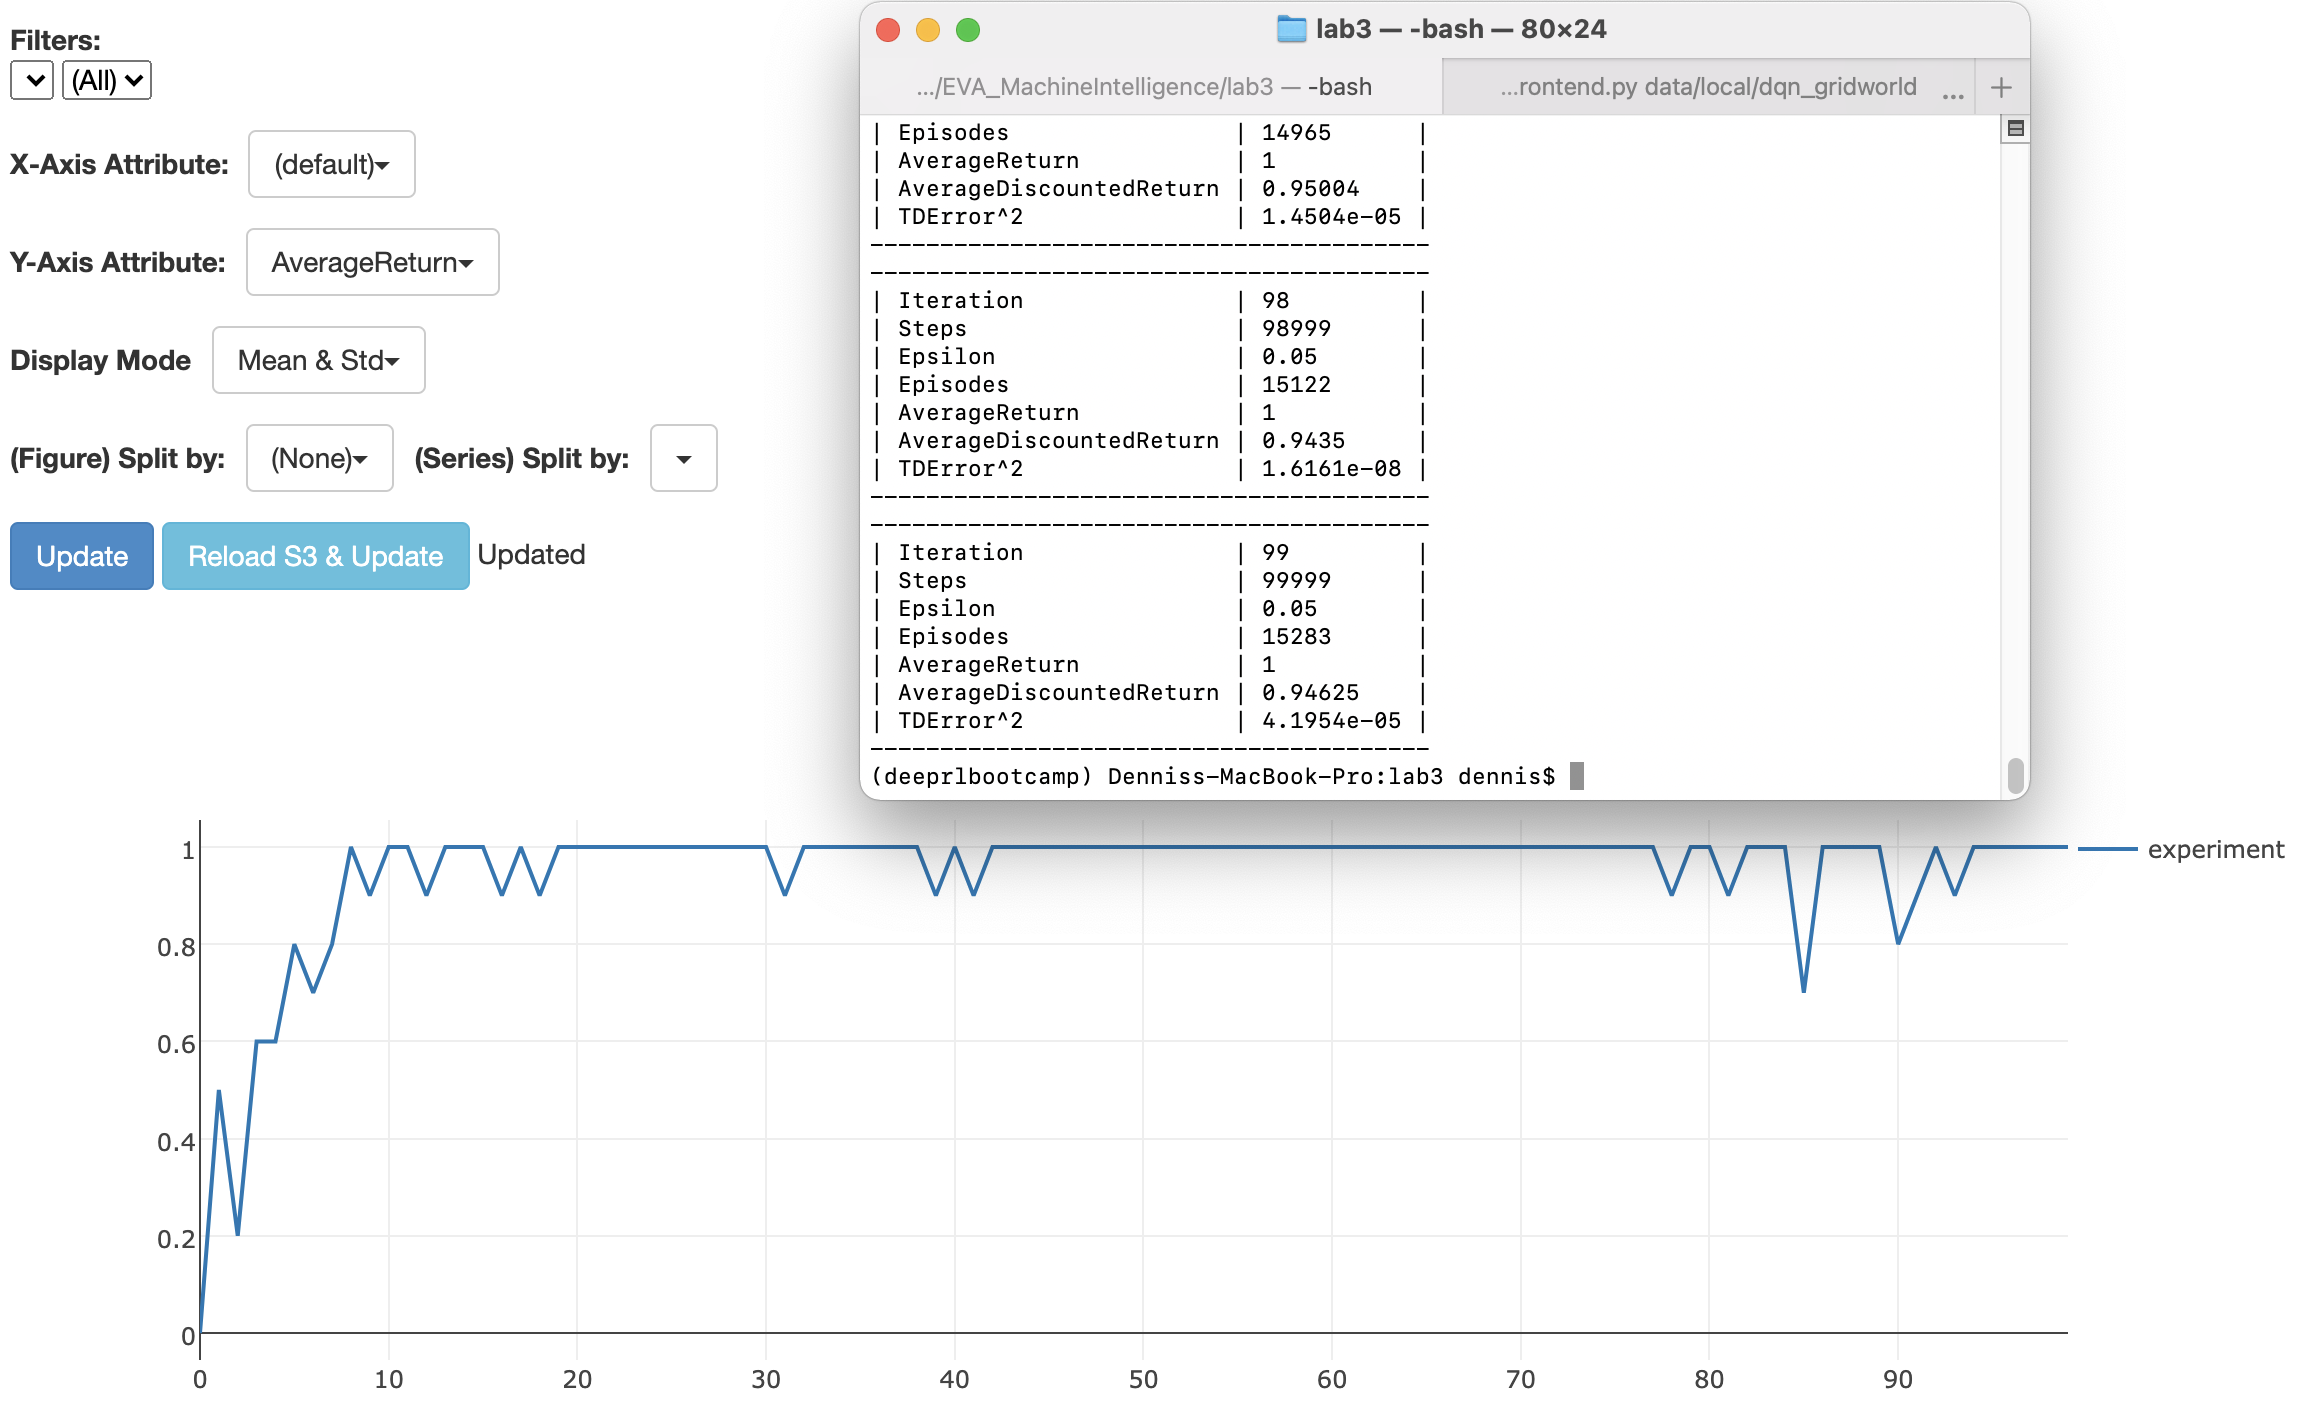 Filters:
(All)
X-Axis Attribute: (default)
Y-Axis Attribute: AverageReturn
Display Mode Mean & Std
(Figure) Split by: (None) (Series) Split by:
Update Reload S3 & Update Updated
lab3 — -bash — 80×24
.../EVA_MachineIntelligence/lab3 — -bash ...rontend.py data/local/dqn_gridworld ... +
| Episodes | 14965 |
| AverageReturn | 1 |
| AverageDiscountedReturn | 0.95004 |
| TDError^2 | 1.4504e-05 |
----------------------------------------
----------------------------------------
| Iteration | 98 |
| Steps | 98999 |
| Epsilon | 0.05 |
| Episodes | 15122 |
| AverageReturn | 1 |
| AverageDiscountedReturn | 0.9435 |
| TDError^2 | 1.6161e-08 |
----------------------------------------
----------------------------------------
| Iteration | 99 |
| Steps | 99999 |
| Epsilon | 0.05 |
| Episodes | 15283 |
| AverageReturn | 1 |
| AverageDiscountedReturn | 0.94625 |
| TDError^2 | 4.1954e-05 |
----------------------------------------
(deeprlbootcamp) Denniss-MacBook-Pro:lab3 dennis$
1
0.8
0.6
0.4
0.2
0
0 10 20 30 40 50 60 70 80 90
experiment